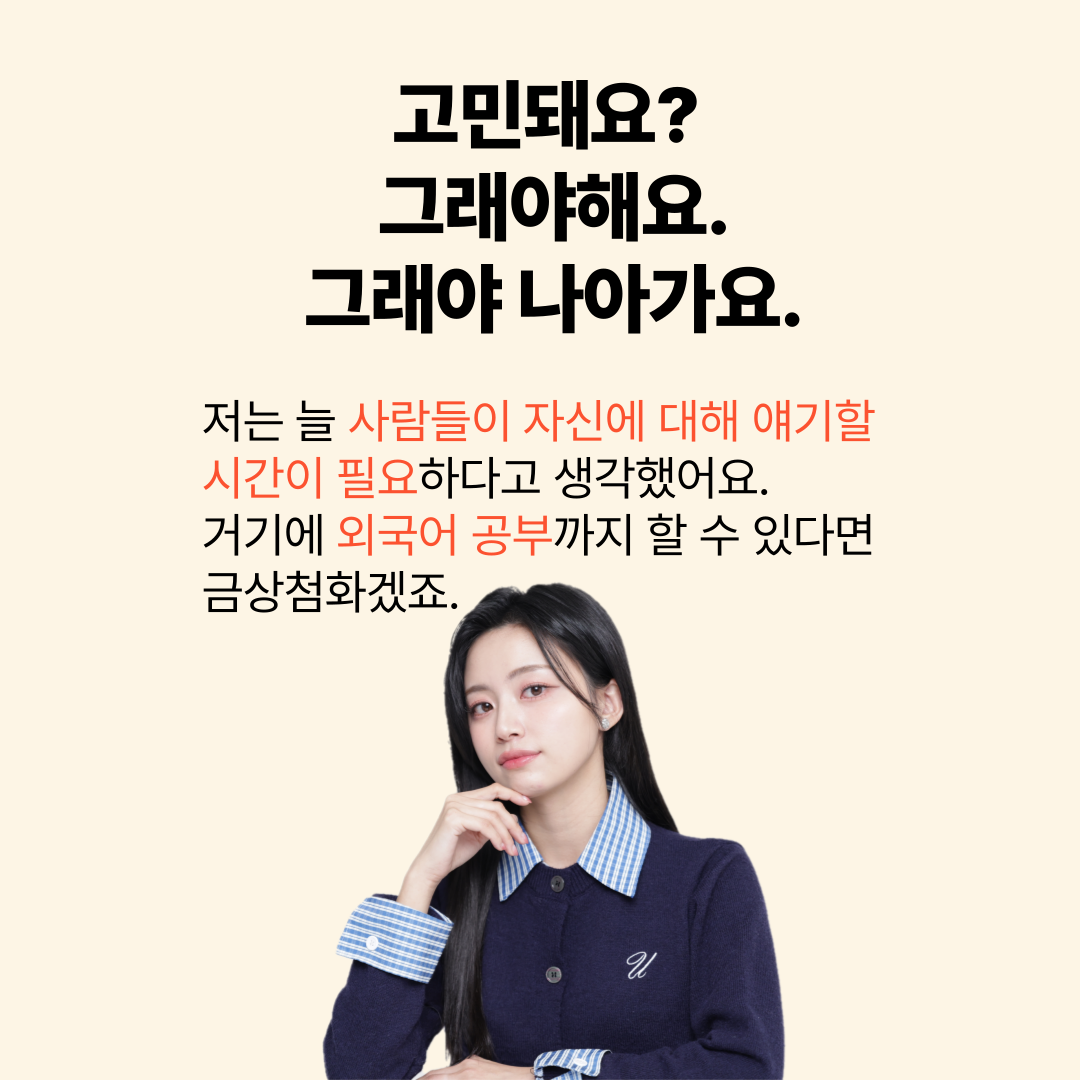 고민돼요?
그래야해요.
그래야 나아가요.
저는 늘 사람들이 자신에 대해 얘기할
시간이 필요하다고 생각했어요.
거기에 외국어 공부까지 할 수 있다면
금상첨화겠죠.
U